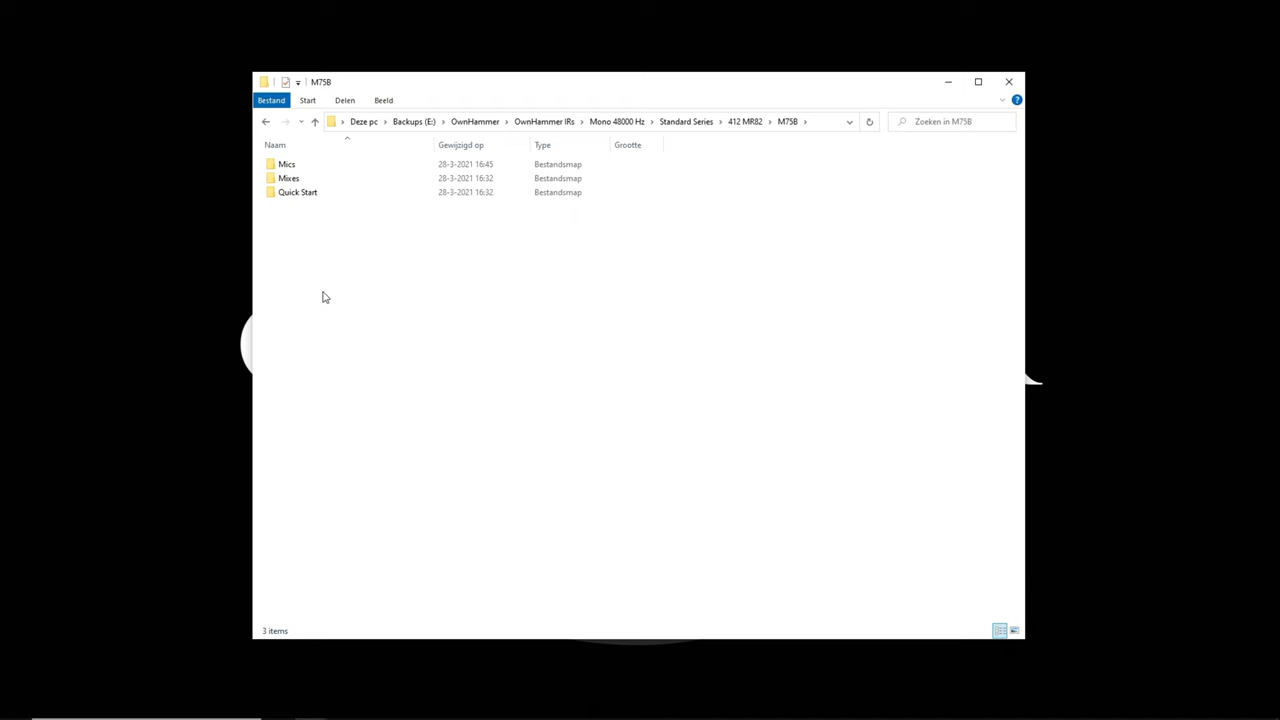 M75B
Bestand Start Delen Beeld
Deze pc Backups (E:) OwnHammer OwnHammer IRs Mono 48000 Hz Standard Series 412 MR82 M75B Zoeken in M75B
Naam Gewijzigd op Type Grootte
Mics 28-3-2021 16:45 Bestandsmap
Mixes 28-3-2021 16:32 Bestandsmap
Quick Start 28-3-2021 16:32 Bestandsmap
3 items